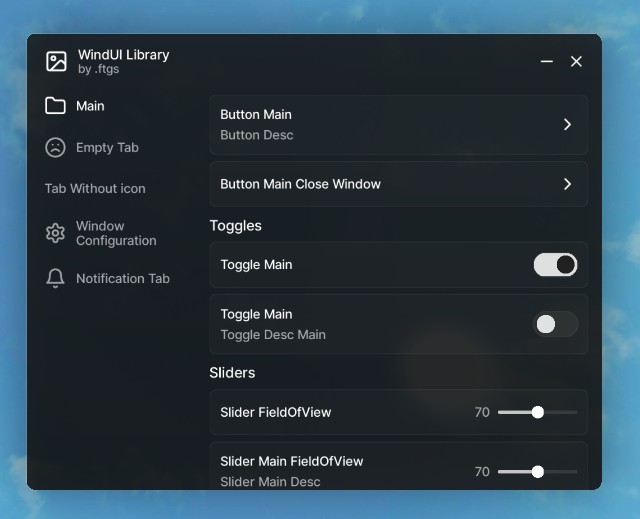 WindUI Library
by .ftgs
Main
Empty Tab
Tab Without icon
Window
Configuration
Notification Tab
Button Main
Button Desc
Button Main Close Window
Toggles
Toggle Main
Toggle Main
Toggle Desc Main
Sliders
Slider FieldOfView
70
Slider Main FieldOfView
Slider Main Desc
70